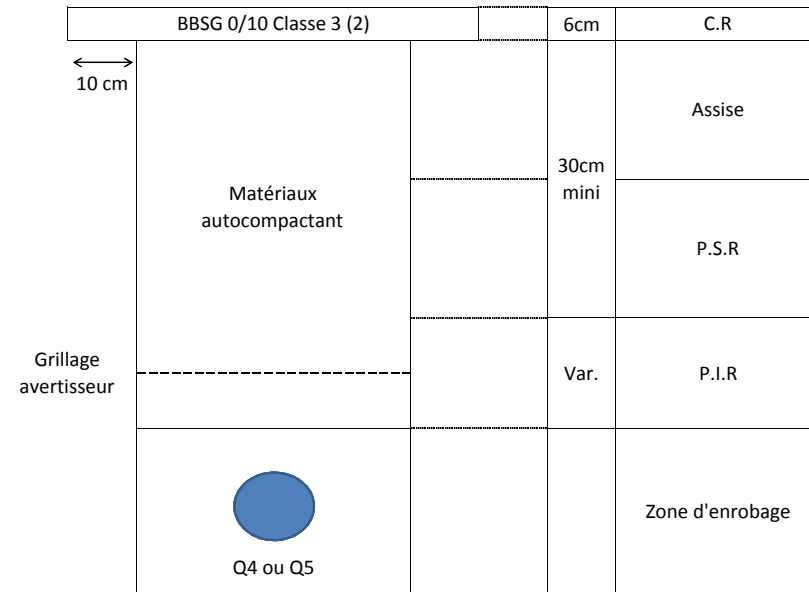 BBSG 0/10 Classe 3 (2)
6cm
C.R
10 cm
Assise
30cm
mini
Matériaux
autocompactant
P.S.R
Grillage
avertisseur
Var.
P.I.R
Zone d'enrobage
Q4 ou Q5